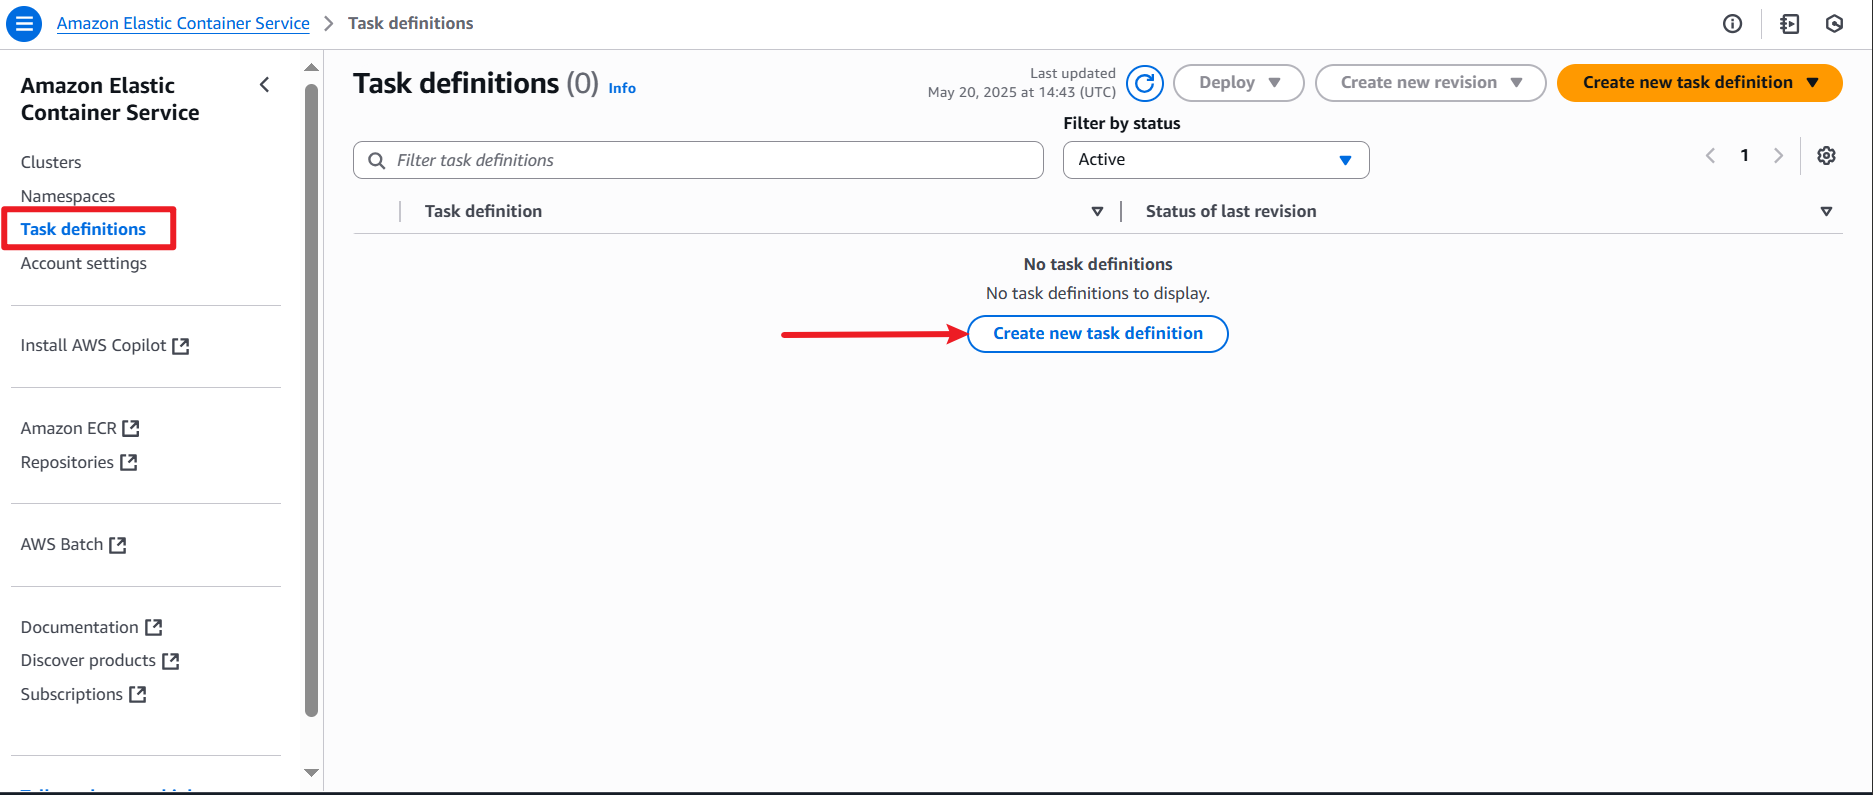 Amazon Elastic Container Service > Task definitions
Amazon Elastic
Container Service
Clusters
Namespaces
Task definitions
Account settings
Install AWS Copilot
Amazon ECR
Repositories
AWS Batch
Documentation
Discover products
Subscriptions
Task definitions (0) Info
Last updated
May 20, 2025 at 14:43 (UTC)
Deploy
Create new revision
Create new task definition
Filter task definitions
Filter by status
Active
1
Task definition
Status of last revision
No task definitions
No task definitions to display.
Create new task definition